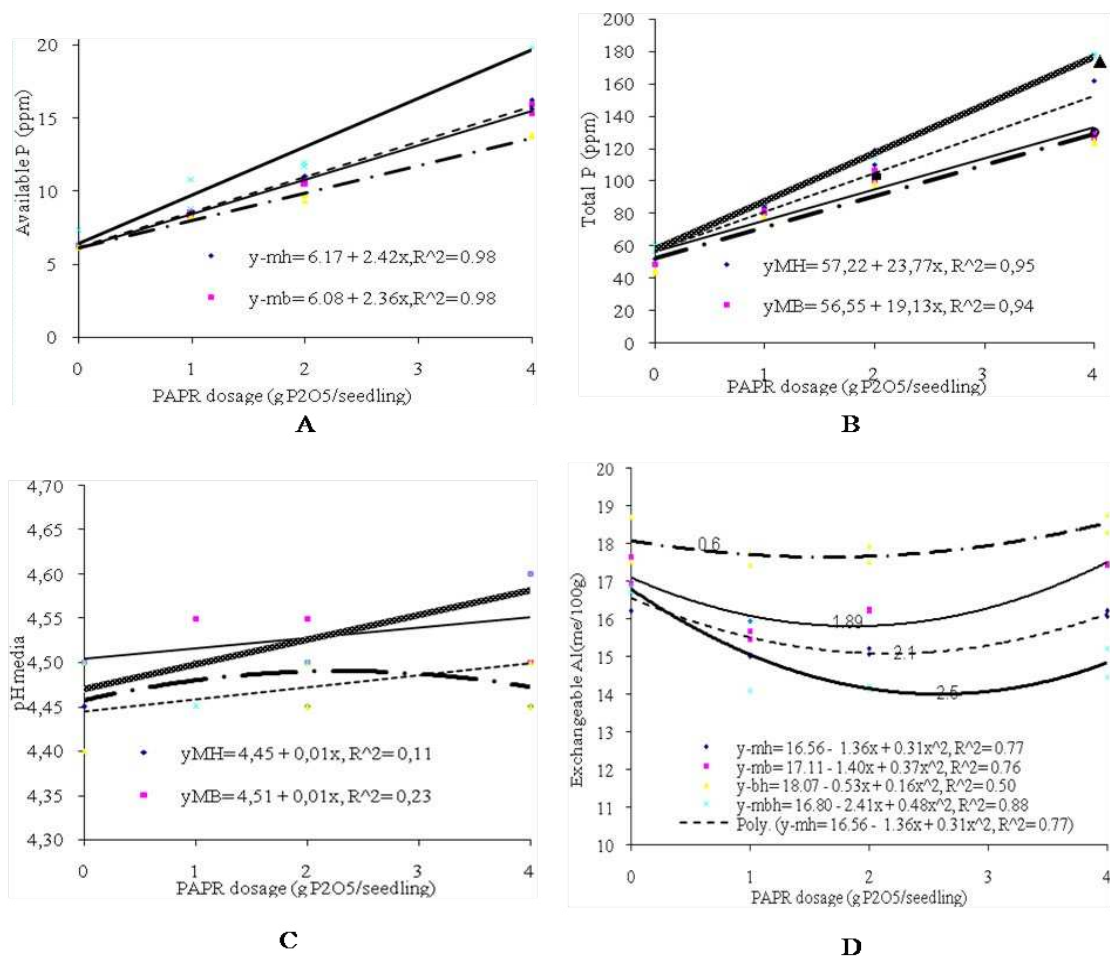 Available P (ppm)
20
15
10
5
0
y-mh=6.17 + 2.42x,R^2=0.98
y-mb=6.08 + 2.36x,R^2=0.98
0 1 2 3 4
PAPR dosage (g P2O5/seedling)
A
Total P (ppm)
200
180
160
140
120
100
80
60
40
20
0
yMH=57,22 + 23,77x, R^2=0,95
yMB=56,55 + 19,13x, R^2=0,94
0 1 2 3 4
PAPR dosage (g P2O5/seedling)
B
pH media
4,70
4,65
4,60
4,55
4,50
4,45
4,40
4,35
4,30
yMH=4,45 + 0,01x, R^2=0,11
yMB=4,51 + 0,01x, R^2=0,23
0 1 2 3 4
PAPR dosage (g P2O5/seedling)
C
Exchangeable Al(me/100g)
20
19
18
17
16
15
14
13
12
11
10
0.6
1.89
2.1
2.5
y-mh=16.56 - 1.36x + 0.31x^2, R^2=0.77
y-mb=17.11 - 1.40x + 0.37x^2, R^2=0.76
y-bh=18.07 - 0.53x + 0.16x^2, R^2=0.50
y-mbh=16.80 - 2.41x + 0.48x^2, R^2=0.88
Poly. (y-mh=16.56 - 1.36x + 0.31x^2, R^2=0.77)
0 1 2 3 4
PAPR dosage (g P2O5/seedling)
D